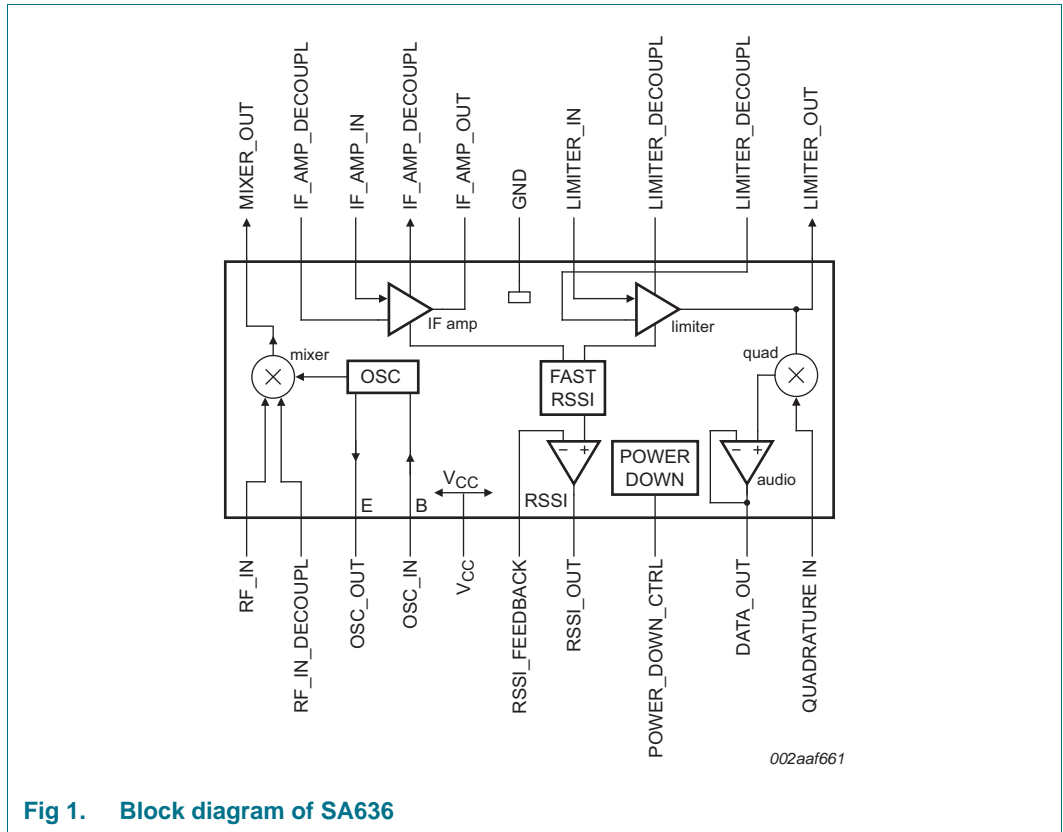 MIXER_OUT
IF_AMP_DECOUPL
IF_AMP_IN
IF_AMP_DECOUPL
IF_AMP_OUT
GND
LIMITER_IN
LIMITER_DECOUPL
LIMITER_DECOUPL
LIMITER_OUT
IF amp
limiter
mixer
OSC
FAST
RSSI
quad
− +
POWER
DOWN
− +
audio
RSSI
E
B
VCC
RF_IN
RF_IN_DECOUPL
OSC_OUT
OSC_IN
VCC
RSSI_FEEDBACK
RSSI_OUT
POWER_DOWN_CTRL
DATA_OUT
QUADRATURE IN
002aaf661
Fig 1. Block diagram of SA636